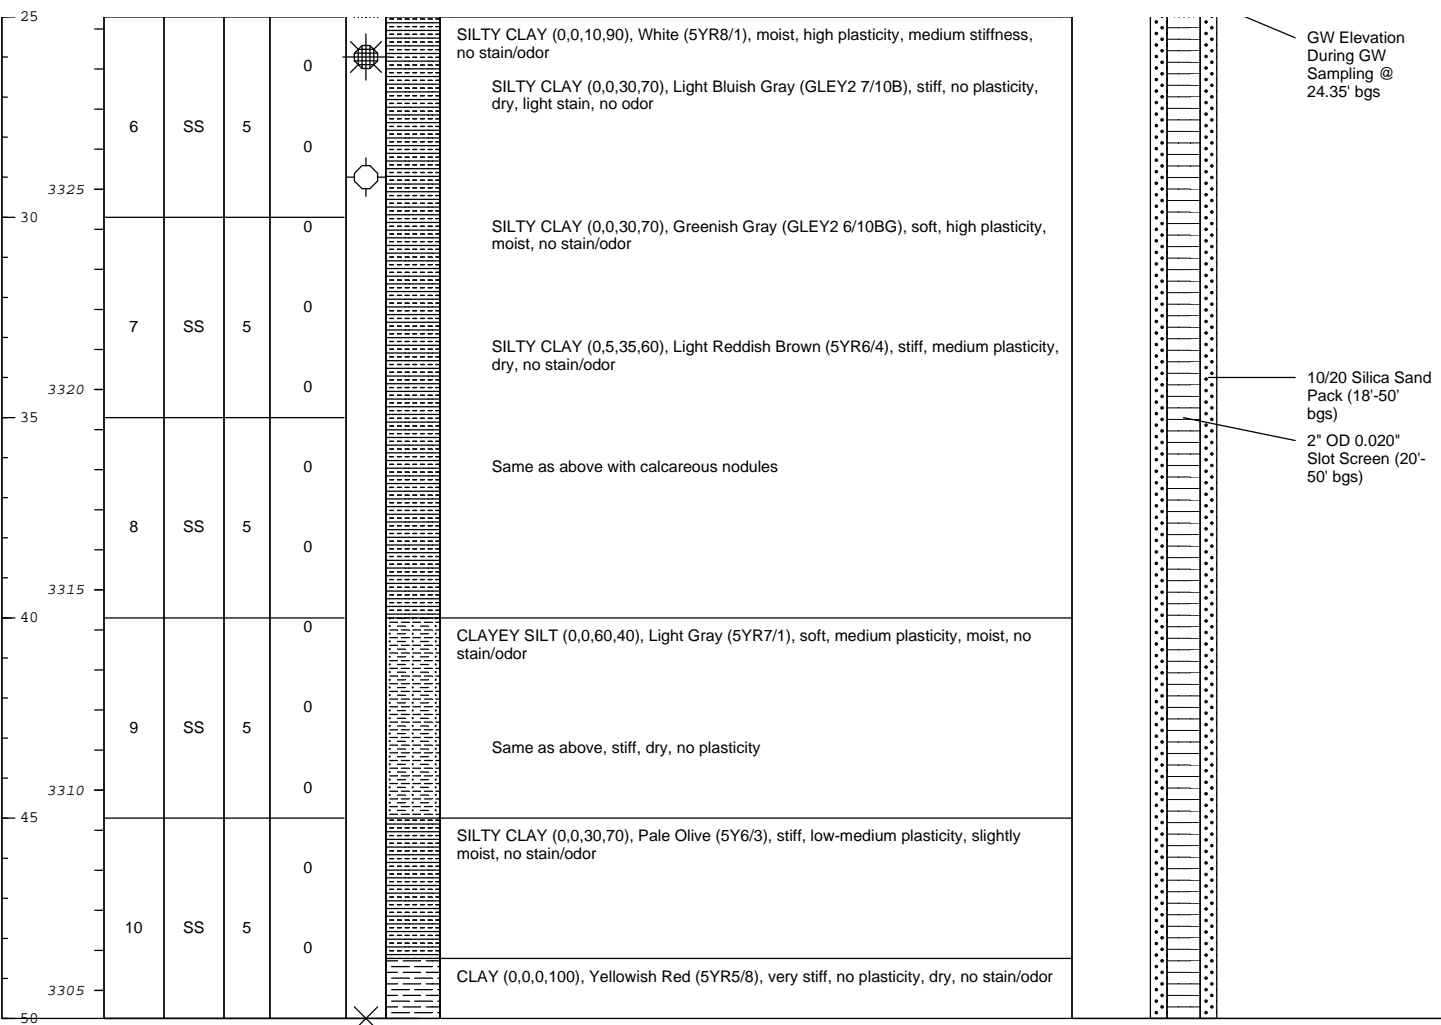 25
SILTY CLAY (0,0,10,90), White (5YR8/1), moist, high plasticity, medium stiffness,
no stain/odor
GW Elevation
During GW
Sampling @
24.35' bgs
0
SILTY CLAY (0,0,30,70), Light Bluish Gray (GLEY2 7/10B), stiff, no plasticity,
dry, light stain, no odor
6 SS 5
0
3325
30
0
SILTY CLAY (0,0,30,70), Greenish Gray (GLEY2 6/10BG), soft, high plasticity,
moist, no stain/odor
0
7 SS 5
SILTY CLAY (0,5,35,60), Light Reddish Brown (5YR6/4), stiff, medium plasticity,
dry, no stain/odor
0
3320
10/20 Silica Sand
Pack (18'-50'
bgs)
35
2" OD 0.020"
Slot Screen (20'-
50' bgs)
0
Same as above with calcareous nodules
8 SS 5
0
3315
40
0
CLAYEY SILT (0,0,60,40), Light Gray (5YR7/1), soft, medium plasticity, moist, no
stain/odor
0
9 SS 5
Same as above, stiff, dry, no plasticity
0
3310
45
SILTY CLAY (0,0,30,70), Pale Olive (5Y6/3), stiff, low-medium plasticity, slightly
moist, no stain/odor
0
10 SS 5
0
CLAY (0,0,0,100), Yellowish Red (5YR5/8), very stiff, no plasticity, dry, no stain/odor
3305
50